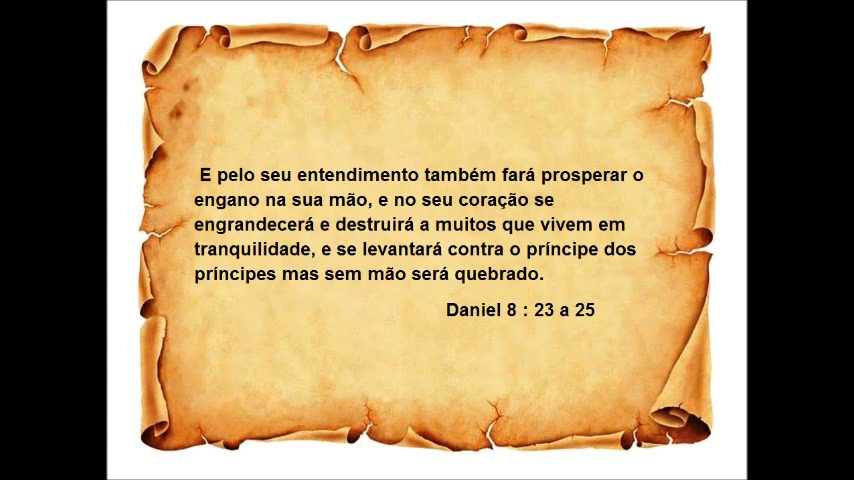 E pelo seu entendimento também fará prosperar o
engano na sua mão, e no seu coração se
engrandecerá e destruirá a muitos que vivem em
tranquilidade, e se levantará contra o príncipe dos
príncipes mas sem mão será quebrado.
Daniel 8 : 23 a 25